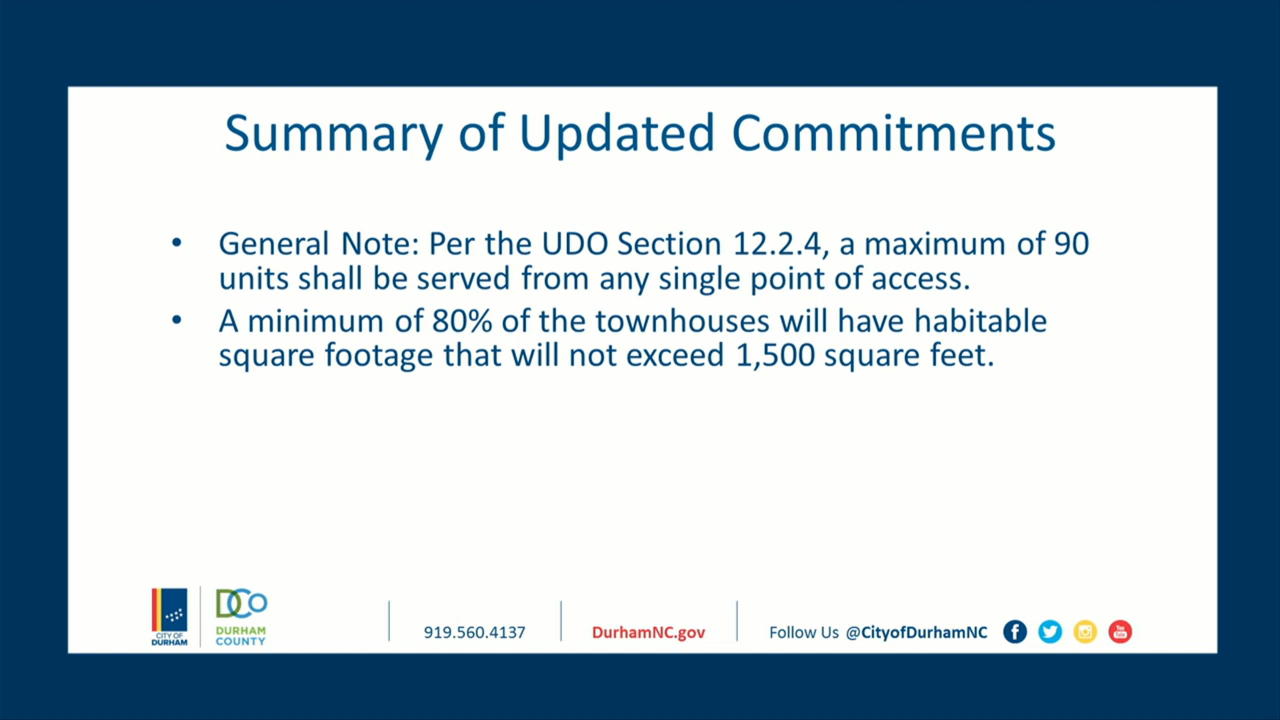 Summary of Updated Commitments
• General Note: Per the UDO Section 12.2.4, a maximum of 90
units shall be served from any single point of access.
• A minimum of 80% of the townhouses will have habitable
square footage that will not exceed 1,500 square feet.
CITY OF
DURHAM
DCo
DURHAM
COUNTY
919.560.4137
DurhamNC.gov
Follow Us @CityofDurhamNC
You
Tube